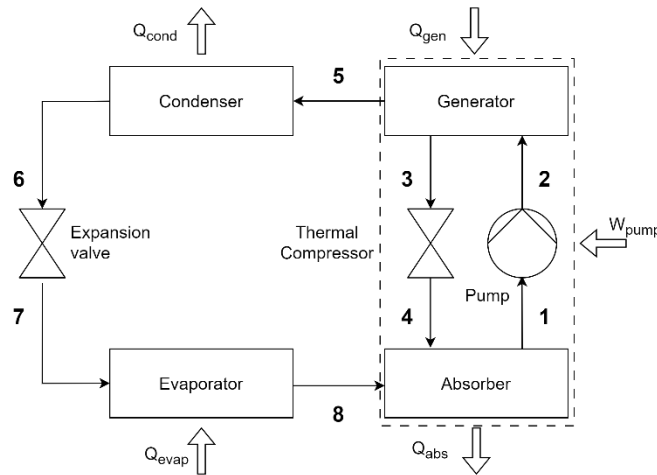 Q_cond
Q_gen
5
Condenser
Generator
6
3
2
Expansion
valve
Thermal
Compressor
W_pump
Pump
7
4
1
Evaporator
Absorber
8
Q_evap
Q_abs